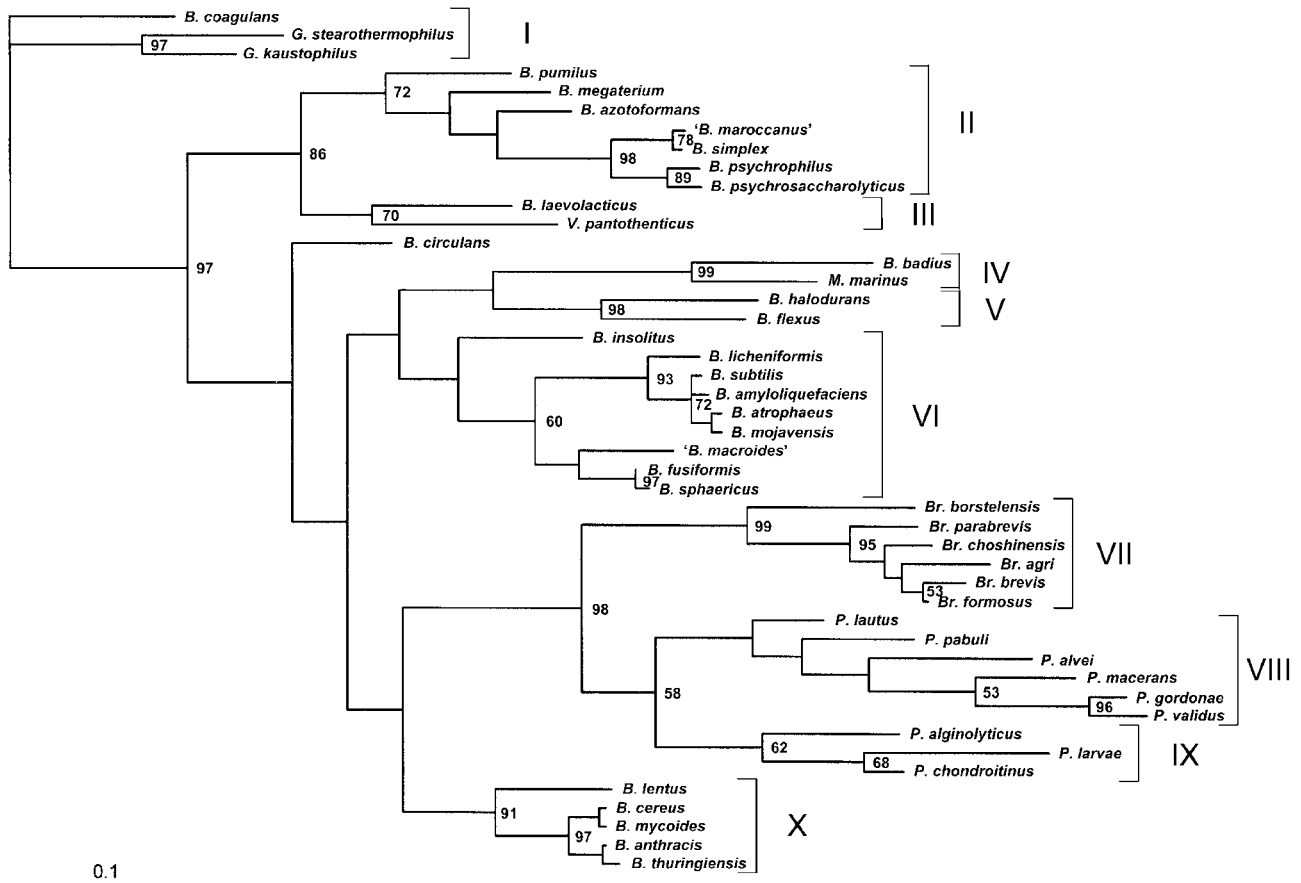 B. coagulans
G. stearothermophilus
I
97
G. kaustophilus
B. pumilus
72
B. megaterium
B. azotoformans
II
'B. maroccanus'
78
B. simplex
86
98
B. psychrophilus
89
B. psychrosaccharolyticus
B. laevolacticus
III
70
V. pantothenticus
B. circulans
97
B. badius
IV
99
M. marinus
B. halodurans
V
98
B. flexus
B. insolitus
B. licheniformis
93
B. subtilis
B. amyloliquefaciens
72
VI
B. atrophaeus
60
B. mojavensis
'B. macroides'
B. fusiformis
97
B. sphaericus
Br. borstelensis
99
Br. parabrevis
95
Br. choshinensis
VII
Br. agri
Br. brevis
53
Br. formosus
98
P. lautus
P. pabuli
P. alvei
VIII
P. macerans
58
53
P. gordonae
96
P. validus
P. alginolyticus
62
P. larvae
IX
68
P. chondroitinus
B. lentus
91
B. cereus
B. mycoides
X
97
B. anthracis
B. thuringiensis
0.1